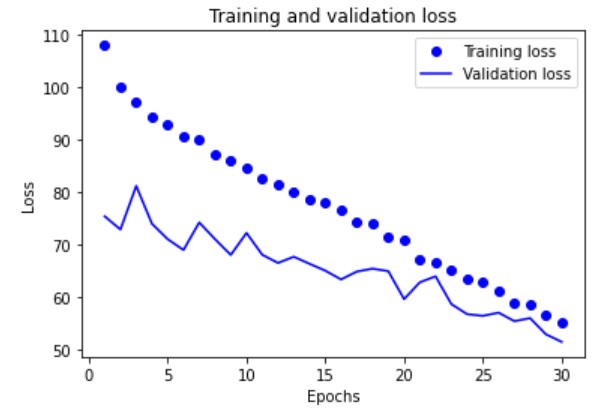 Training and validation loss
110
100
90
80
70
60
50
Loss
Training loss
Validation loss
0 5 10 15 20 25 30
Epochs